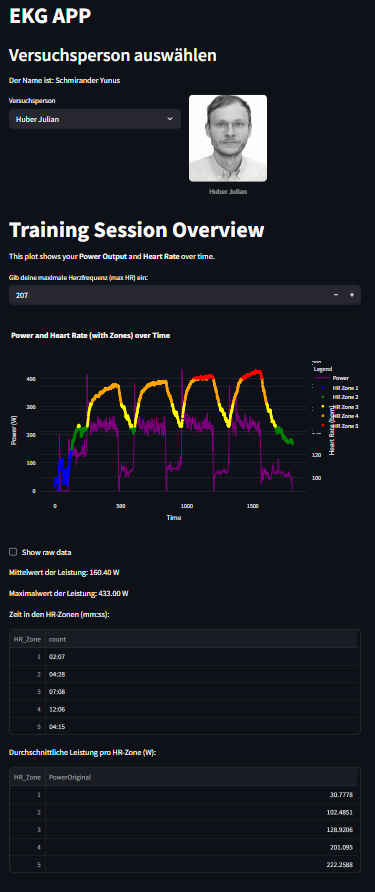 EKG APP
Versuchsperson auswählen
Der Name ist: Schmirander Yunus
Versuchsperson
Huber Julian
Huber Julian
Training Session Overview
This plot shows your Power Output and Heart Rate over time.
Gib deine maximale Herzfrequenz (max HR) ein:
207
Power and Heart Rate (with Zones) over Time
Legend
Power
HR Zone 1
HR Zone 2
HR Zone 3
HR Zone 4
HR Zone 5
400
300
200
100
0
120
100
Power (W)
Heart Rate (bpm)
0
500
1000
1500
Time
Show raw data
Mittelwert der Leistung: 160.40 W
Maximalwert der Leistung: 433.00 W
Zeit in den HR-Zonen (mm:ss):
HR_Zone count
1 02:07
2 04:28
3 07:08
4 12:06
5 04:15
Durchschnittliche Leistung pro HR-Zone (W):
HR_Zone PowerOriginal
1 30.7778
2 102.4851
3 128.9206
4 201.095
5 222.2588